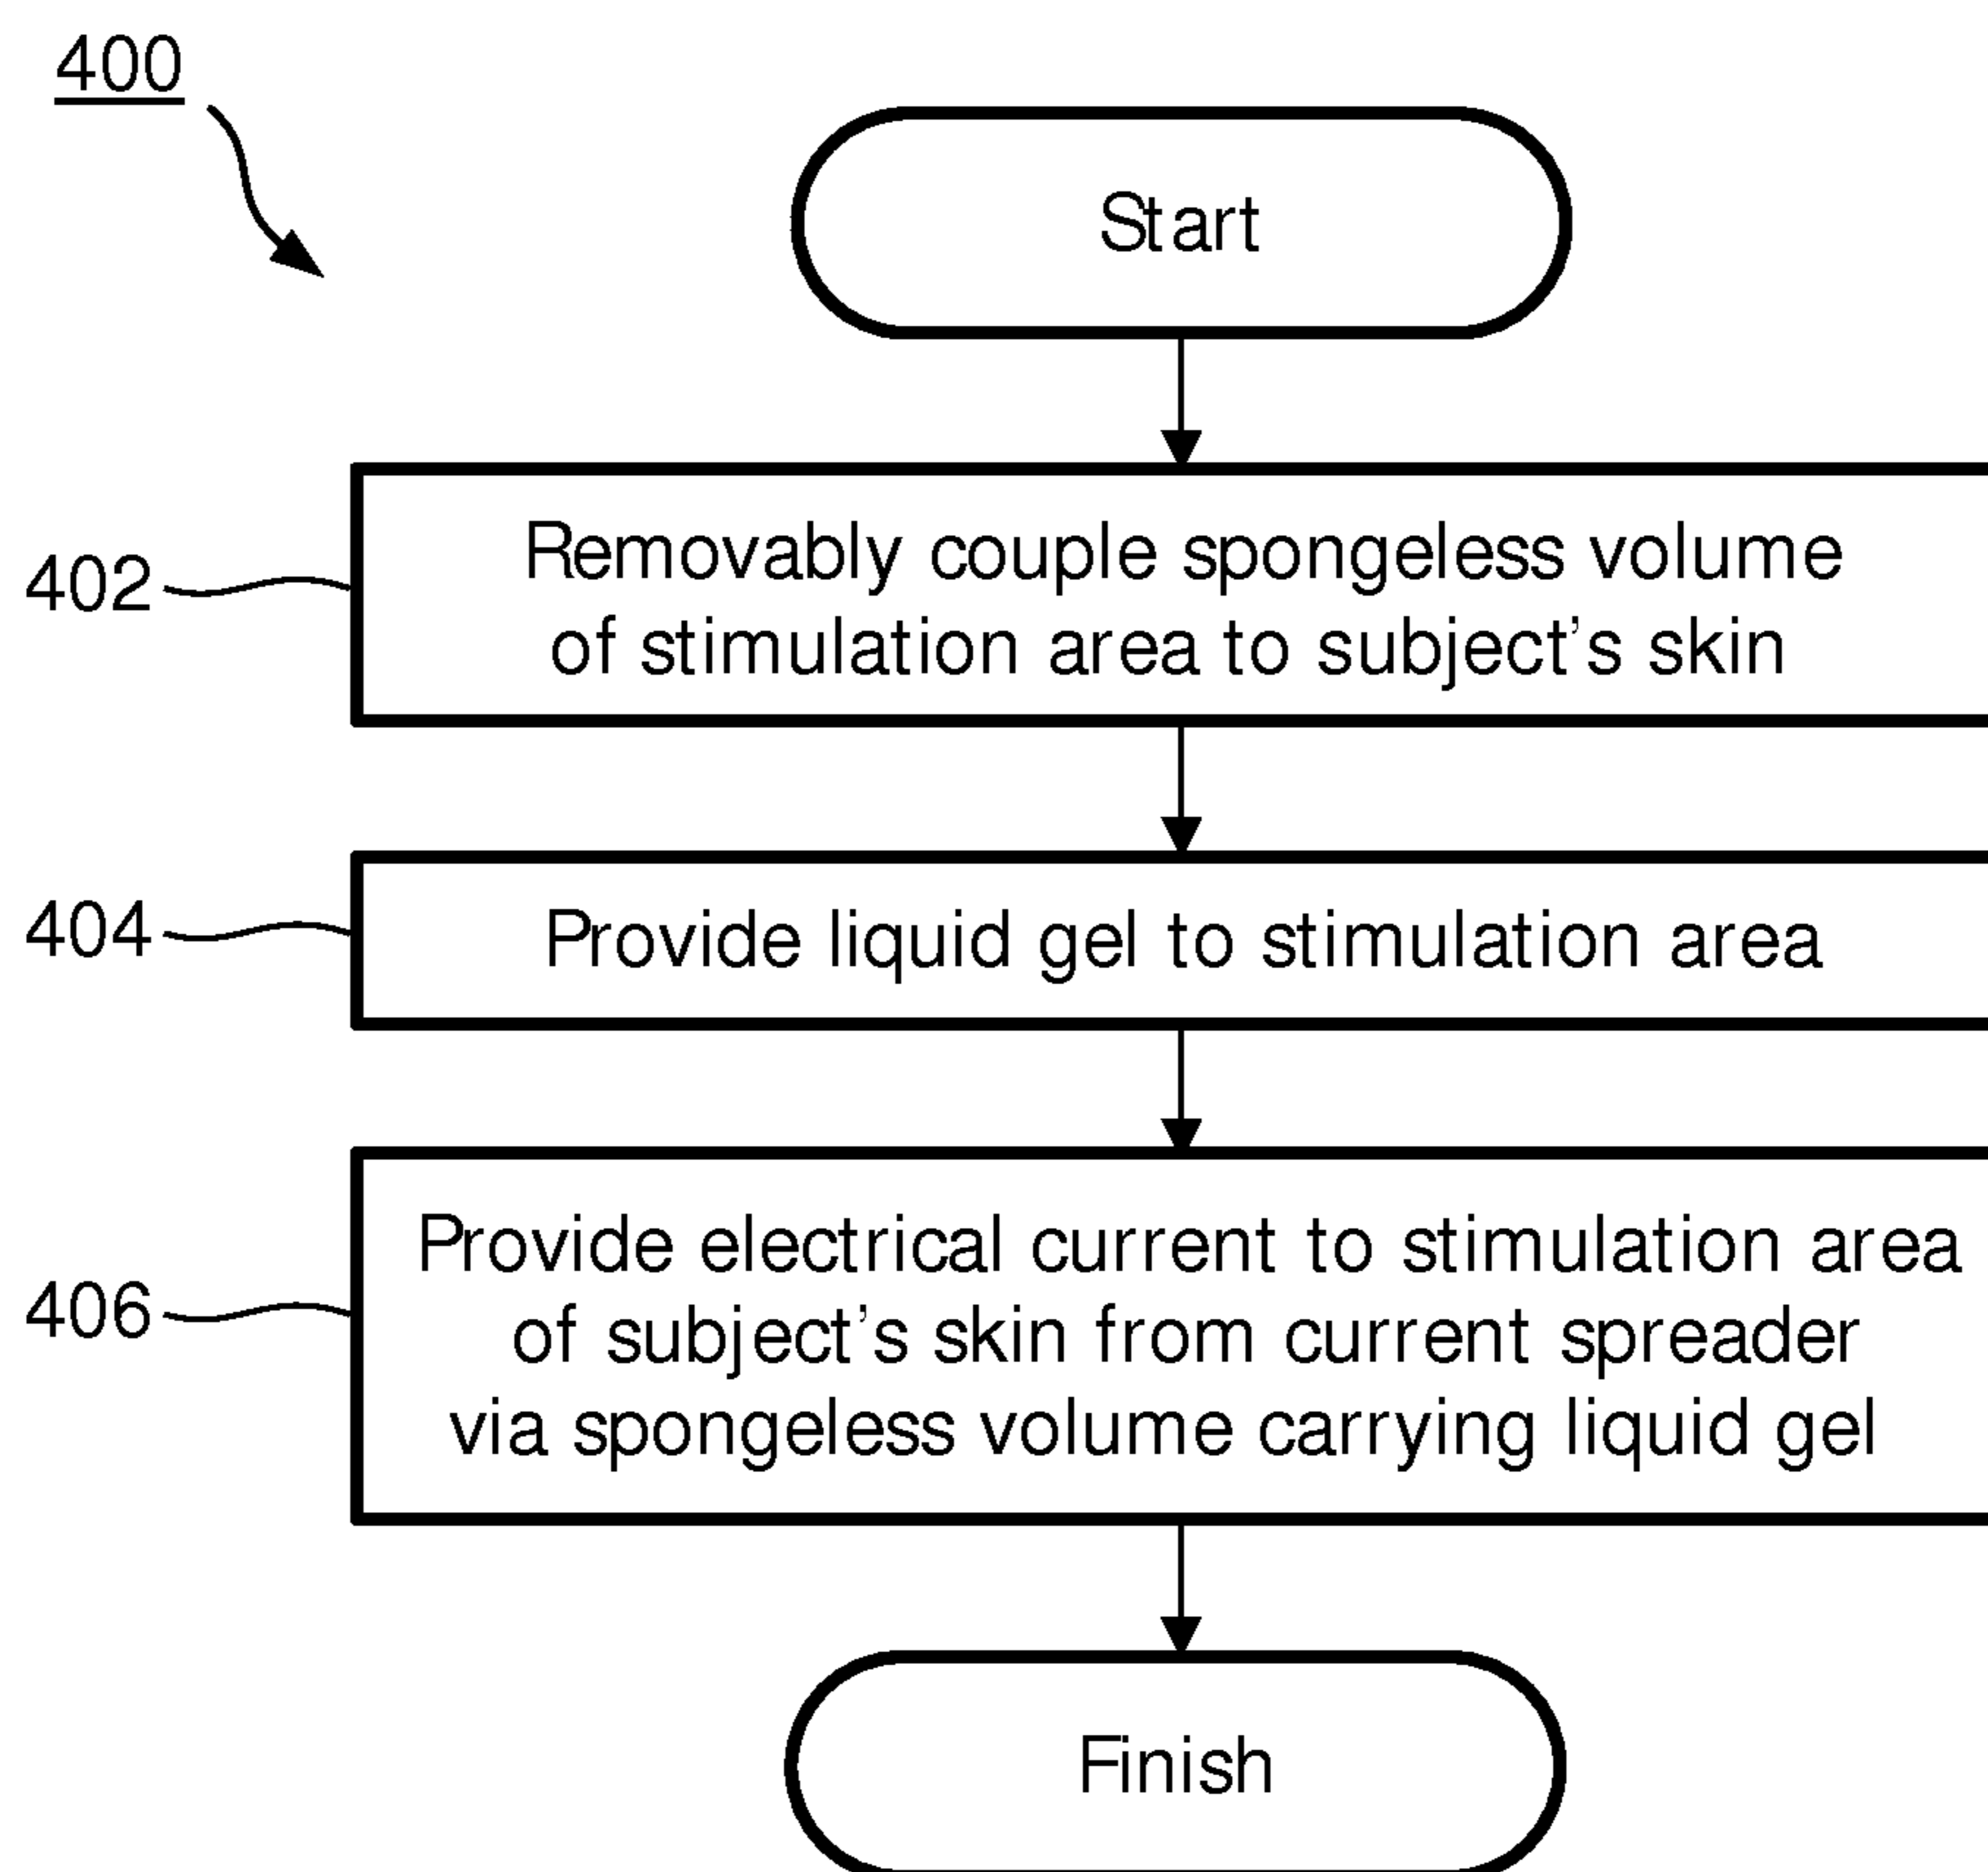 400
Start
402
Removably couple spongeless volume
of stimulation area to subject's skin
404
Provide liquid gel to stimulation area
406
Provide electrical current to stimulation area
of subject's skin from current spreader
via spongeless volume carrying liquid gel
Finish